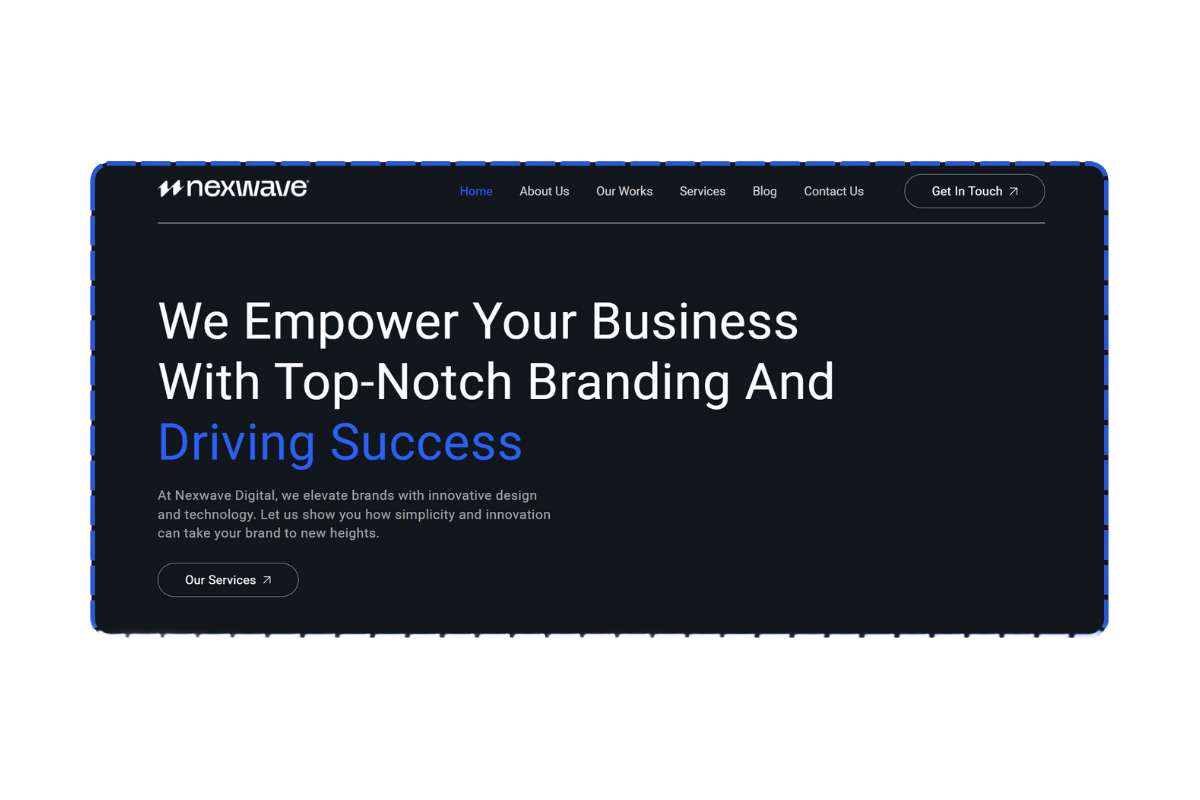 nexwave
Home
About Us
Our Works
Services
Blog
Contact Us
Get In Touch
We Empower Your Business
With Top-Notch Branding And
Driving Success
At Nexwave Digital, we elevate brands with innovative design
and technology. Let us show you how simplicity and innovation
can take your brand to new heights.
Our Services